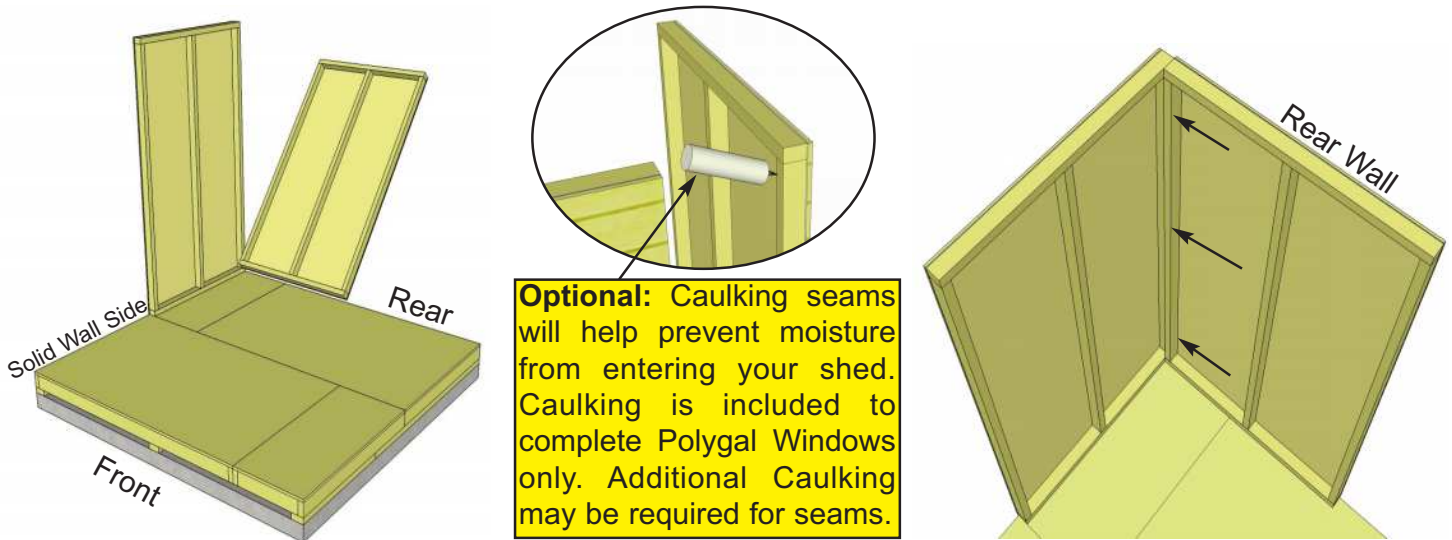 Solid Wall Side
Rear
Front
Optional: Caulking seams
will help prevent moisture
from entering your shed.
Caulking is included to
complete Polygal Windows
only. Additional Caulking
may be required for seams.
Rear Wall